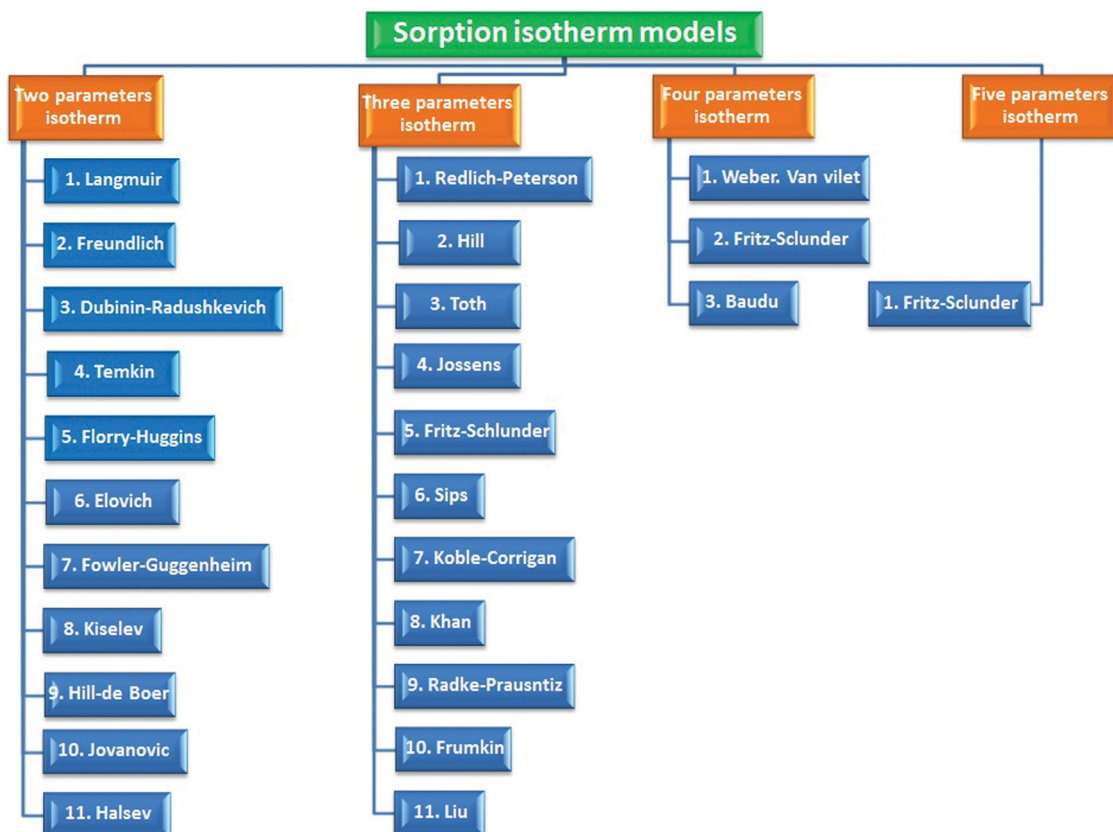 Sorption isotherm models
Two parameters
isotherm
1. Langmuir
2. Freundlich
3. Dubinin-Radushkevich
4. Temkin
5. Florry-Huggins
6. Elovich
7. Fowler-Guggenheim
8. Kiselev
9. Hill-de Boer
10. Jovanovic
11. Halsev
Three parameters
isotherm
1. Redlich-Peterson
2. Hill
3. Toth
4. Jossens
5. Fritz-Schlunder
6. Sips
7. Koble-Corrigan
8. Khan
9. Radke-Prausntiz
10. Frumkin
11. Liu
Four parameters
isotherm
1. Weber. Van vilet
2. Fritz-Sclunder
3. Baudu
Five parameters
isotherm
1. Fritz-Sclunder